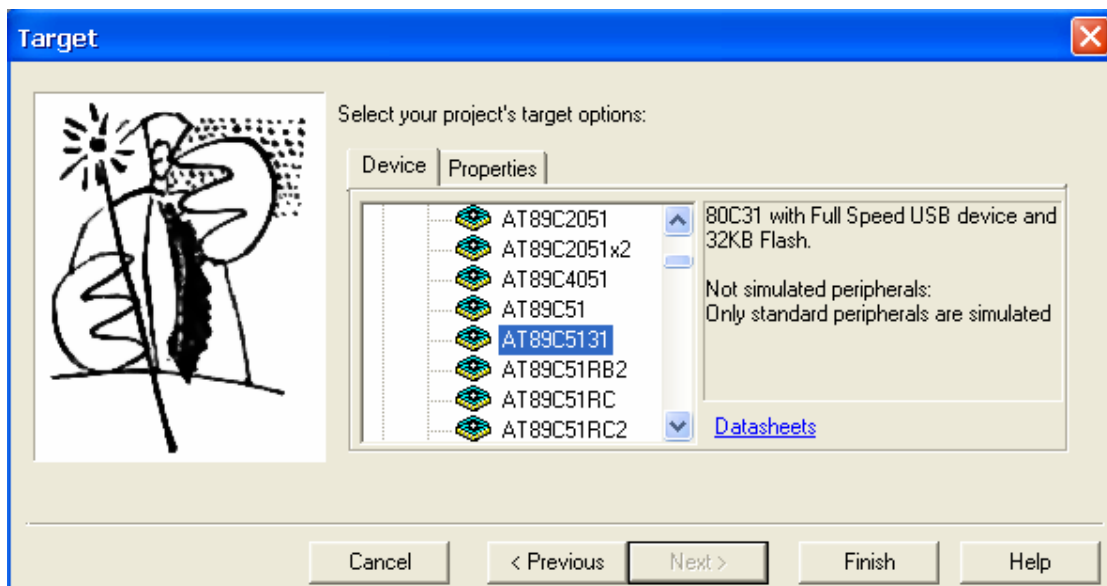 Target
Select your project's target options:
Device Properties
AT89C2051
AT89C2051x2
AT89C4051
AT89C51
AT89C5131
AT89C51RB2
AT89C51RC
AT89C51RC2
80C31 with Full Speed USB device and
32KB Flash.
Not simulated peripherals:
Only standard peripherals are simulated
Datasheets
Cancel < Previous Next > Finish Help